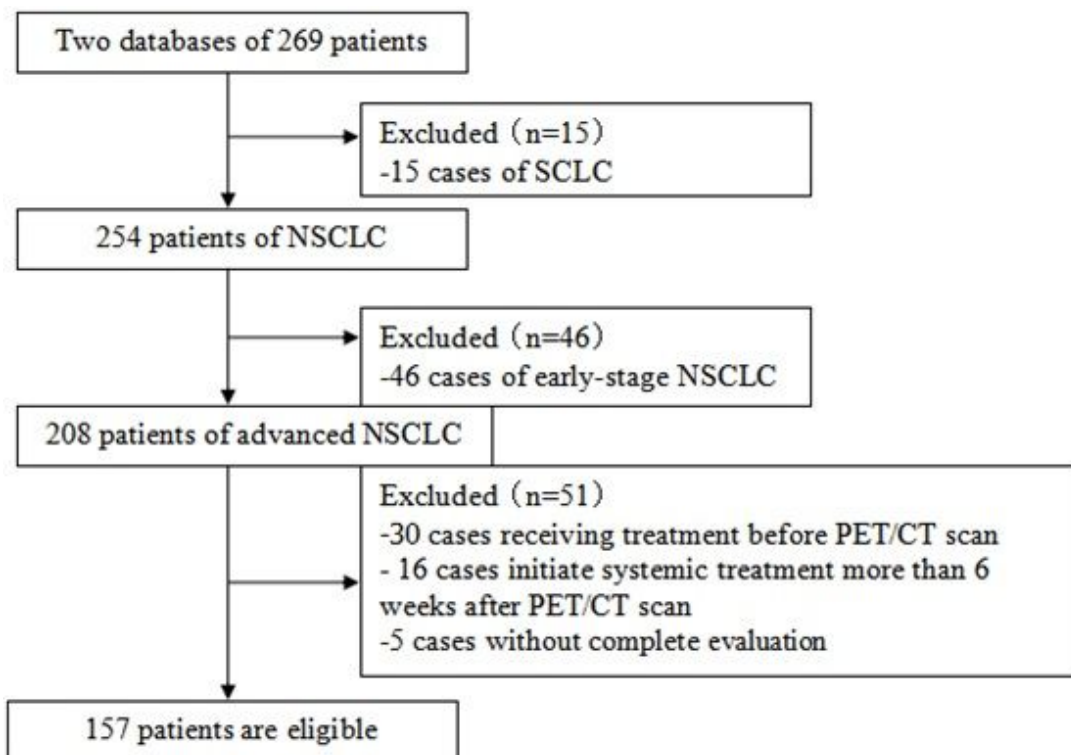 Two databases of 269 patients
Excluded（n=15)
-15 cases of SCLC
254 patients of NSCLC
Excluded（n=46)
-46 cases of early-stage NSCLC
208 patients of advanced NSCLC
Excluded（n=51)
-30 cases receiving treatment before PET/CT scan
- 16 cases initiate systemic treatment more than 6
weeks after PET/CT scan
-5 cases without complete evaluation
157 patients are eligible